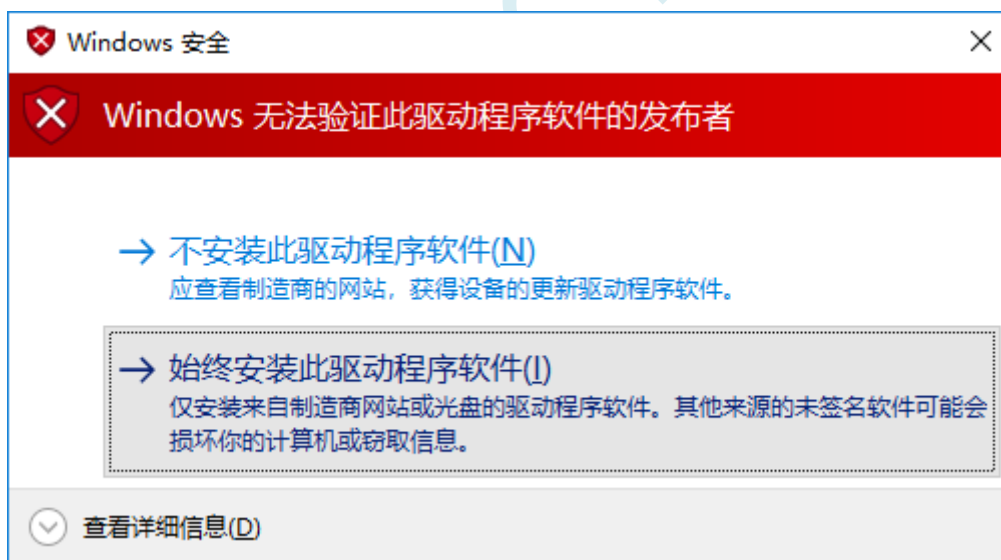 Windows 安全
Windows 无法验证此驱动程序软件的发布者
不安装此驱动程序软件(N)
应查看制造商的网站，获得设备的更新驱动程序软件。
始终安装此驱动程序软件(I)
仅安装来自制造商网站或光盘的驱动程序软件。其他来源的未签名软件可能会
损坏你的计算机或窃取信息。
查看详细信息(D)